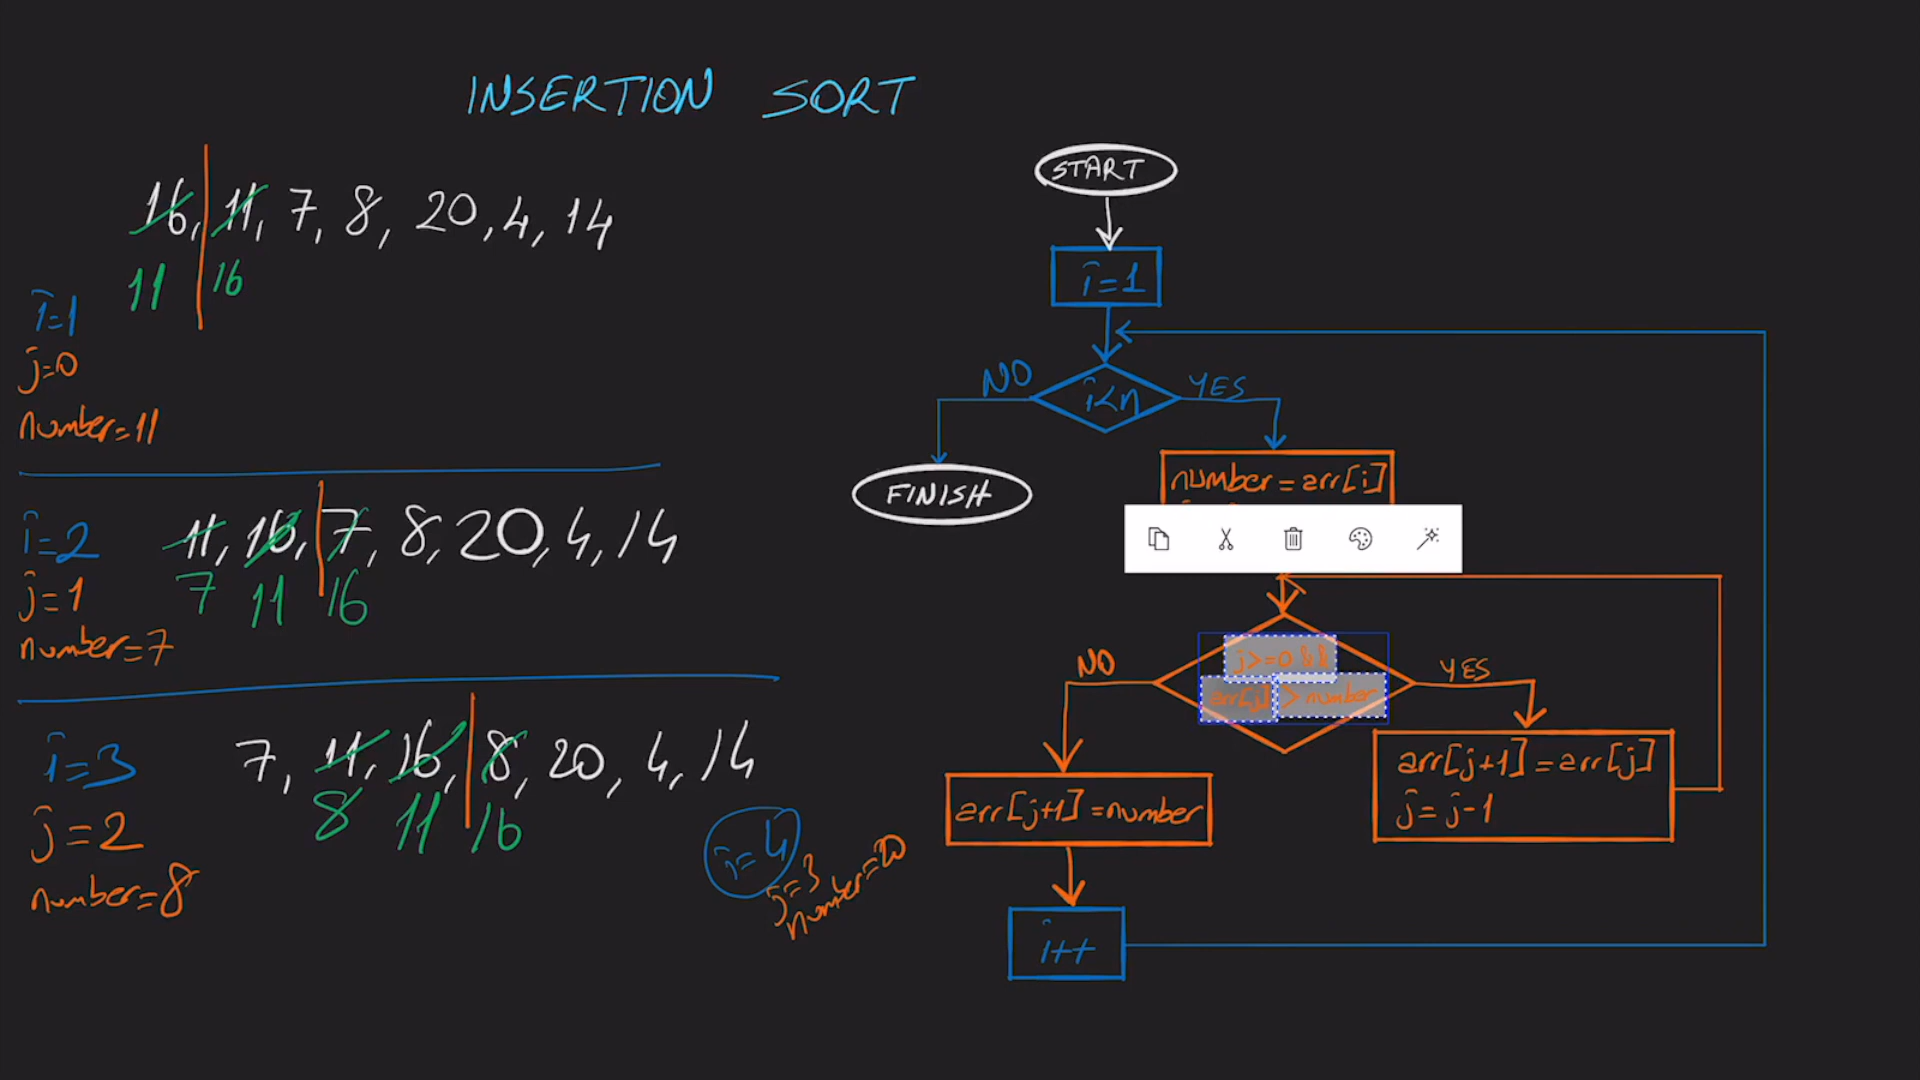 INSERTION SORT
16, 11, 7, 8, 20, 4, 14
11 16
i=1
j=0
number=11
i=2
j=1
number=7
11, 16, 7, 8, 20, 4, 14
7 11 16
i=3
j=2
number=8
7, 11, 16, 8, 20, 4, 14
8 11 16
i=4
j=3
number=20
START
i=1
i<n
NO
YES
FINISH
number=arr[i]
j>=0 &&
arr[j] > number
NO
YES
arr[j+1]=number
arr[j+1]=arr[j]
j=j-1
i++